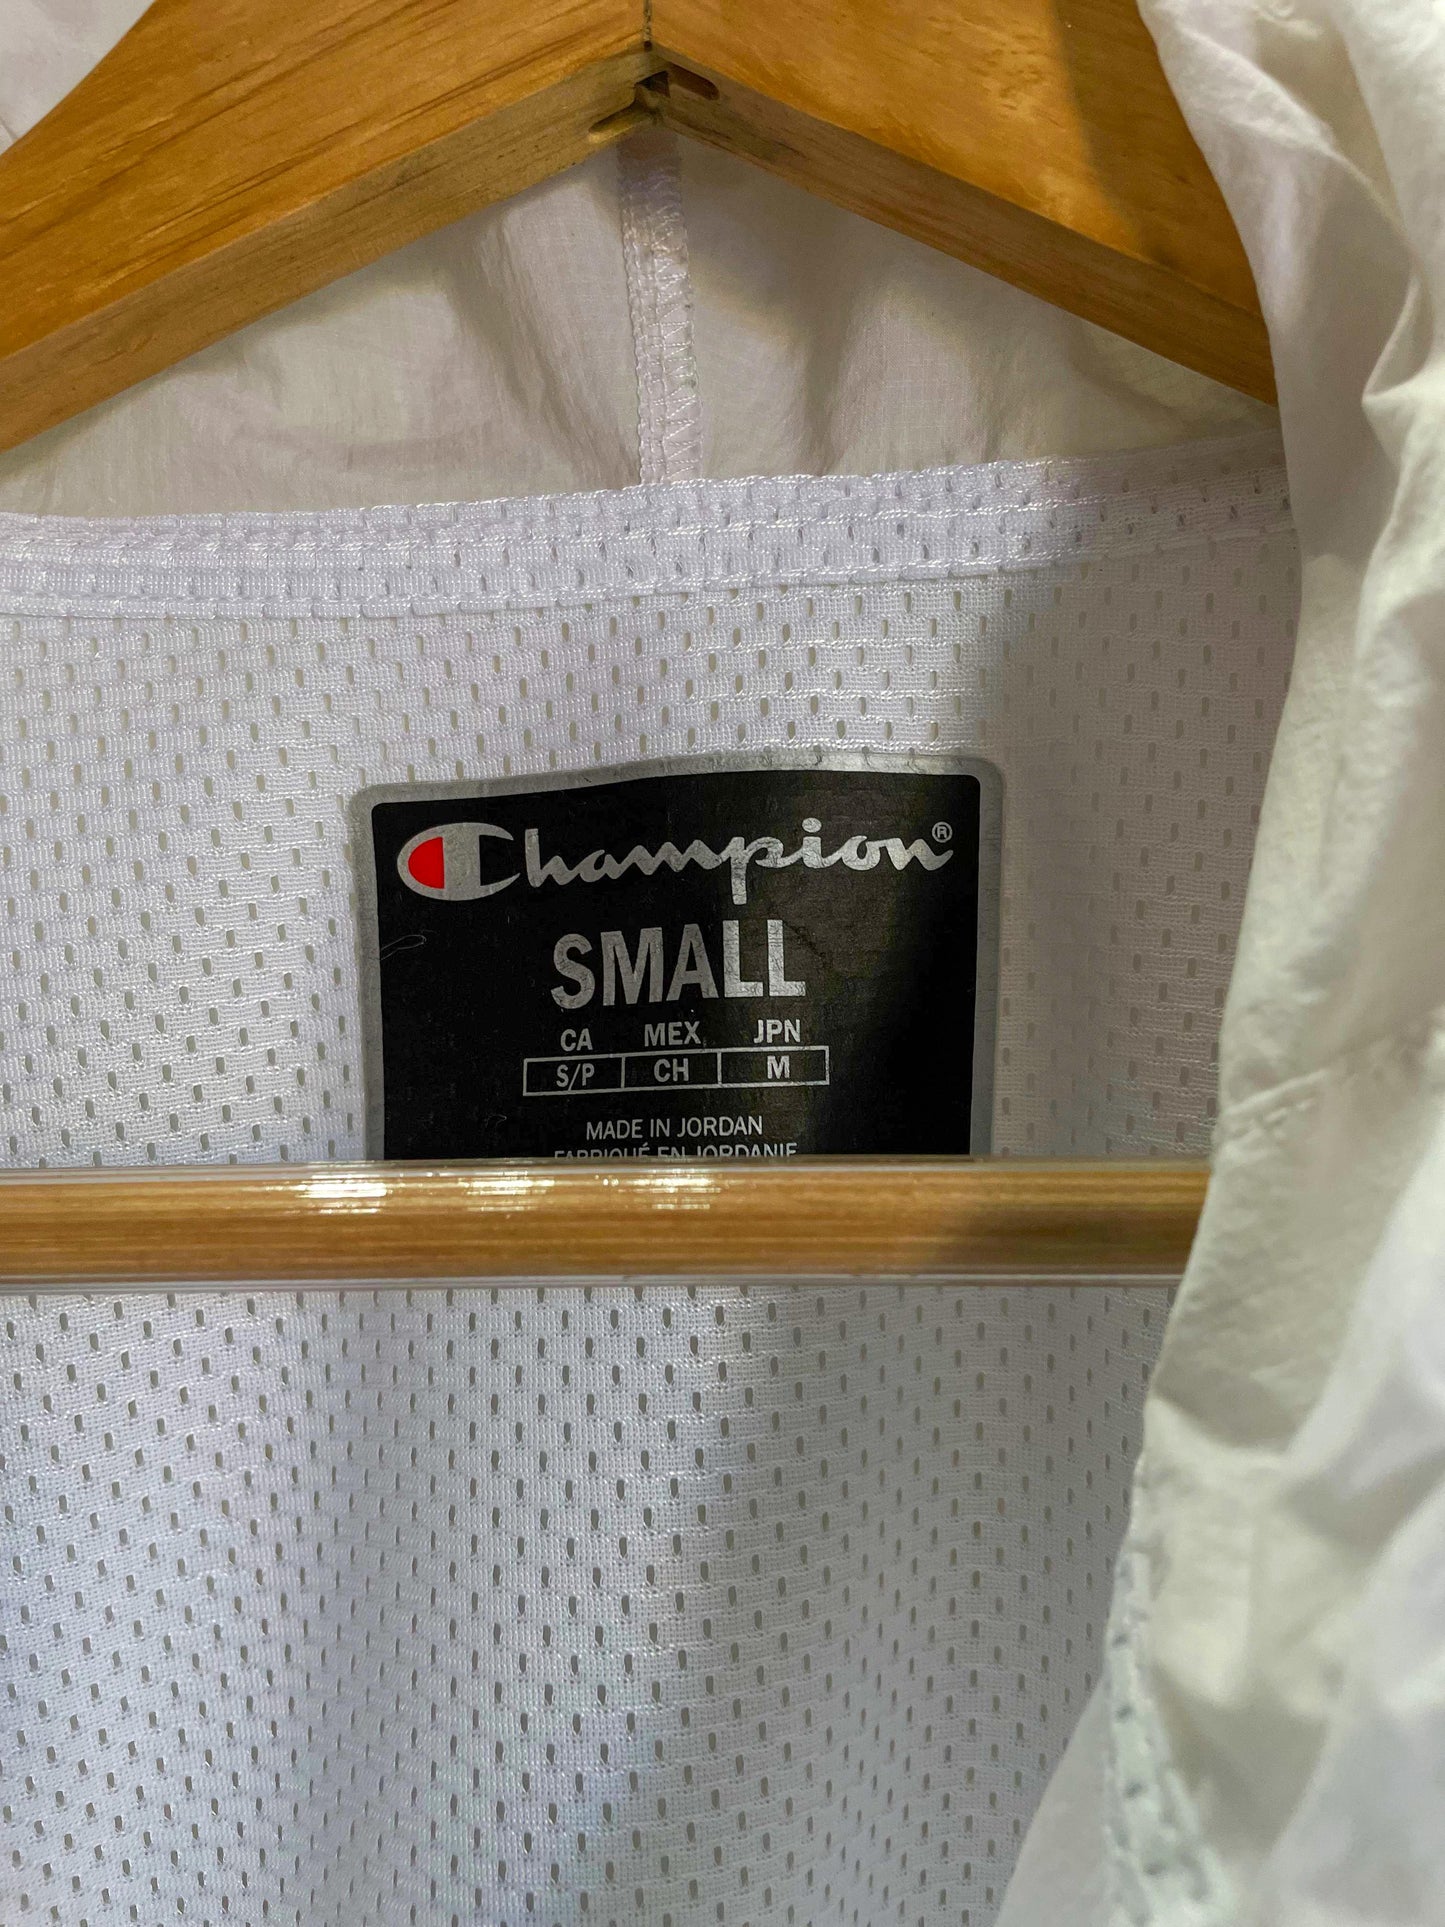 Champion®
SMALL
CA MEX JPN
S/P CH M
MADE IN JORDAN
FABRIQUÉ EN JORDANIE